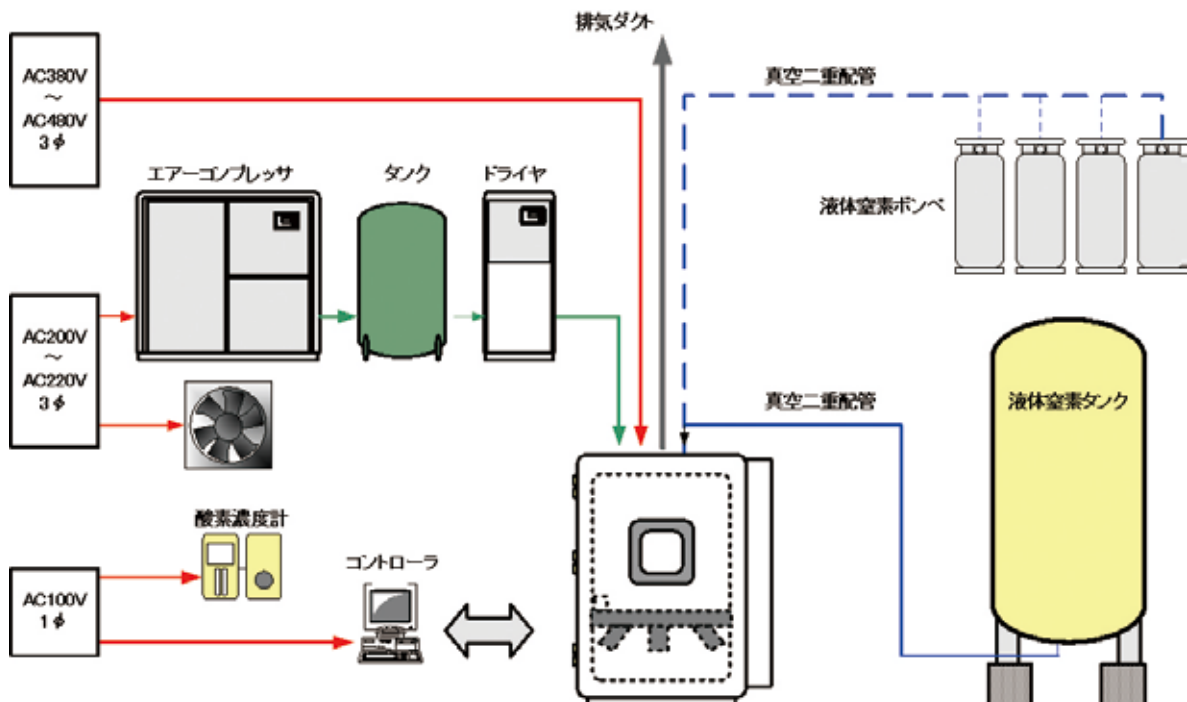 排気ダクト
AC380V
～
AC480V
3φ
真空二重配管
エアーコンプレッサ
タンク
ドライヤ
液体窒素ボンベ
AC200V
～
AC220V
3φ
真空二重配管
液体窒素タンク
酸素濃度計
コントローラ
AC100V
1φ